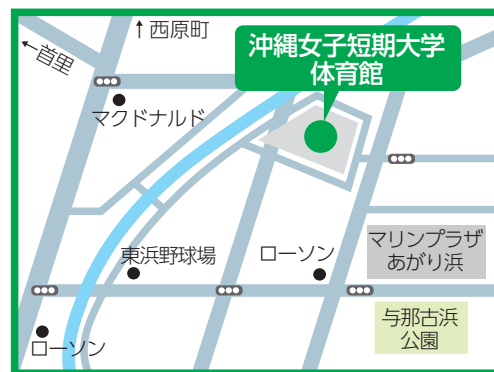 ↑西原町
←首里
沖縄女子短期大学
体育館
マクドナルド
東浜野球場
ローソン
マリンプラザ
あがり浜
与那古浜
公園
ローソン